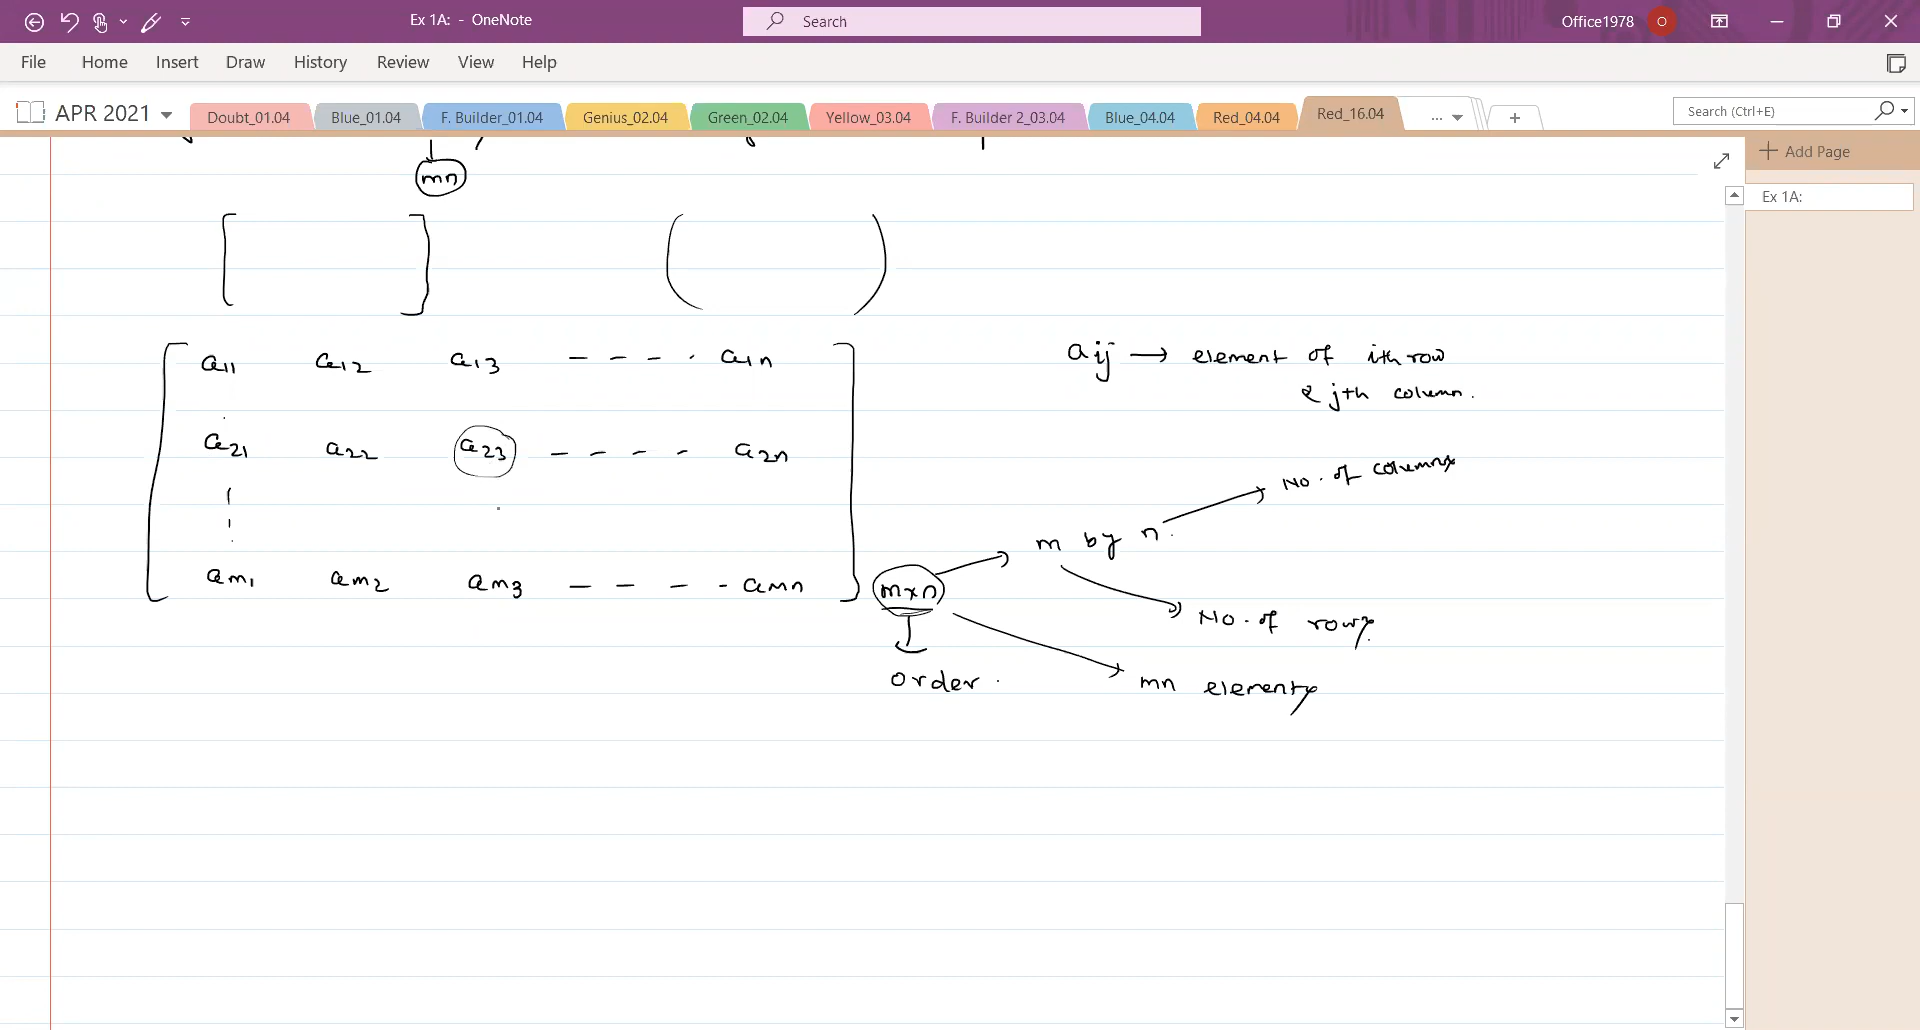 Ex 1A: - OneNote
Search
Office1978
O
File Home Insert Draw History Review View Help
APR 2021
Doubt_01.04 Blue_01.04 F. Builder_01.04 Genius_02.04 Green_02.04 Yellow_03.04 F. Builder 2_03.04 Blue_04.04 Red_04.04 Red_16.04 ... +
Search (Ctrl+E)
Add Page
Ex 1A:
mn
[ ] ( )
a11 a12 a13 - - - . a1n
a21 a22 a23 - - - - a2n
am1 am2 am3 - - - - amn
m×n
aij → element of ith row
& jth column.
No. of columns
m by n.
No. of rows.
order.
mn elements